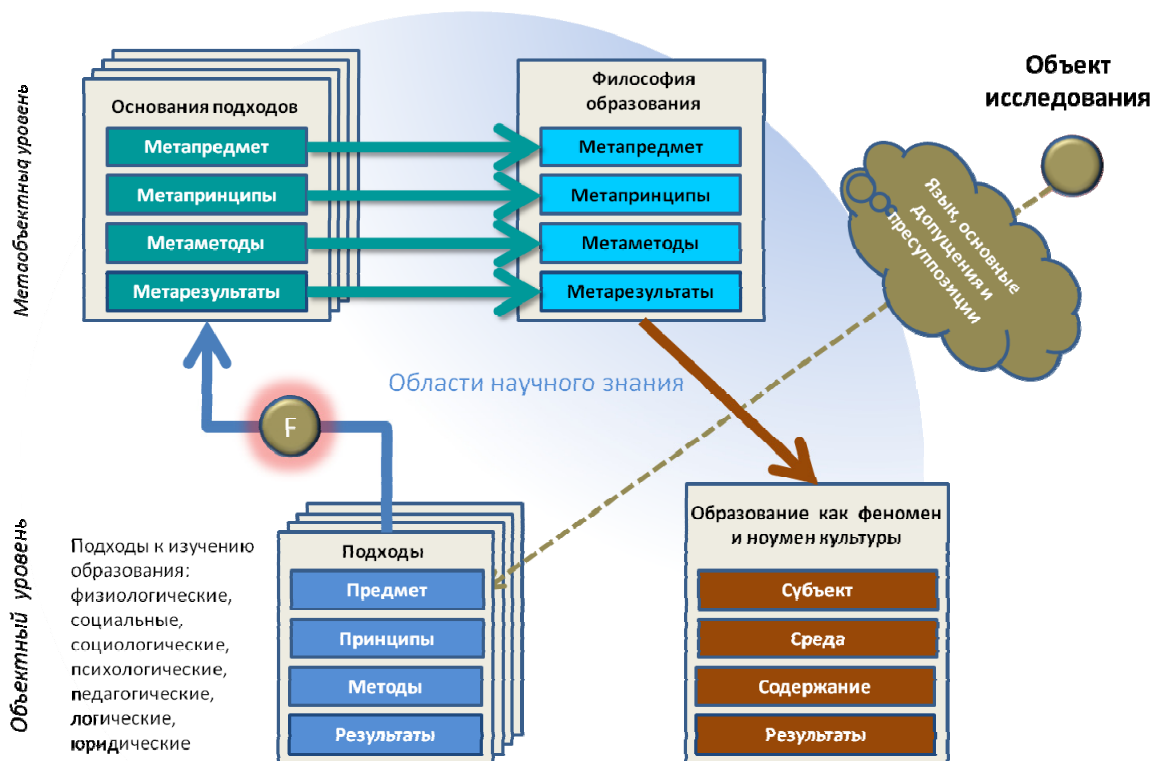 Метаобъектныq уровень
Основания подходов
Метапредмет
Метапринципы
Метаметоды
Метарезультаты
Философия
образования
Метапредмет
Метапринципы
Метаметоды
Метарезультаты
Объект
исследования
Язык, основные
допущения и
пресуппозиции
Области научного знания
F
Объектный уровень
Подходы к изучению
образования:
физиологические,
социальные,
социологические,
психологические,
педагогические,
логические,
юридические
Подходы
Предмет
Принципы
Методы
Результаты
Образование как феномен
и ноумен культуры
Субъект
Среда
Содержание
Результаты